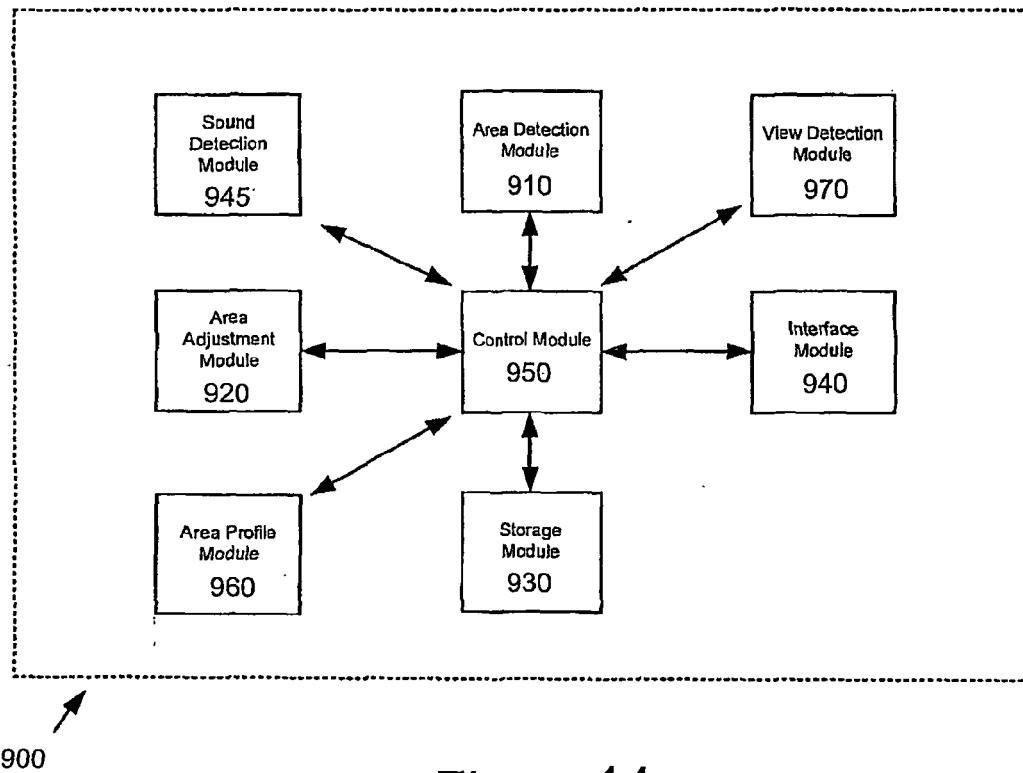 Sound
Detection
Module
945
Area Detection
Module
910
View Detection
Module
970
Area
Adjustment
Module
920
Control Module
950
Interface
Module
940
Area Profile
Module
960
Storage
Module
930
900